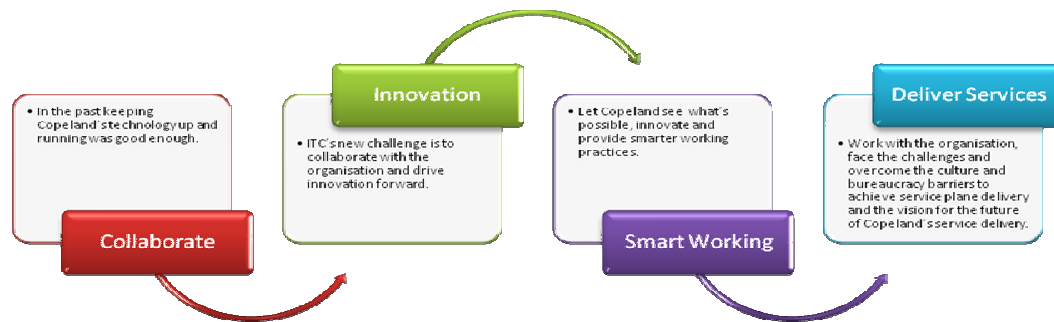 • In the past keeping
Copeland's technology up and
running was good enough.
Collaborate
Innovation
• ITC's new challenge is to
collaborate with the
organisation and drive
innovation forward.
• Let Copeland see what's
possible, innovate and
provide smarter working
practices.
Smart Working
Deliver Services
• Work with the organisation,
face the challenges and
overcome the culture and
bureaucracy barriers to
achieve service plane delivery
and the vision for the future
of Copeland's service delivery.